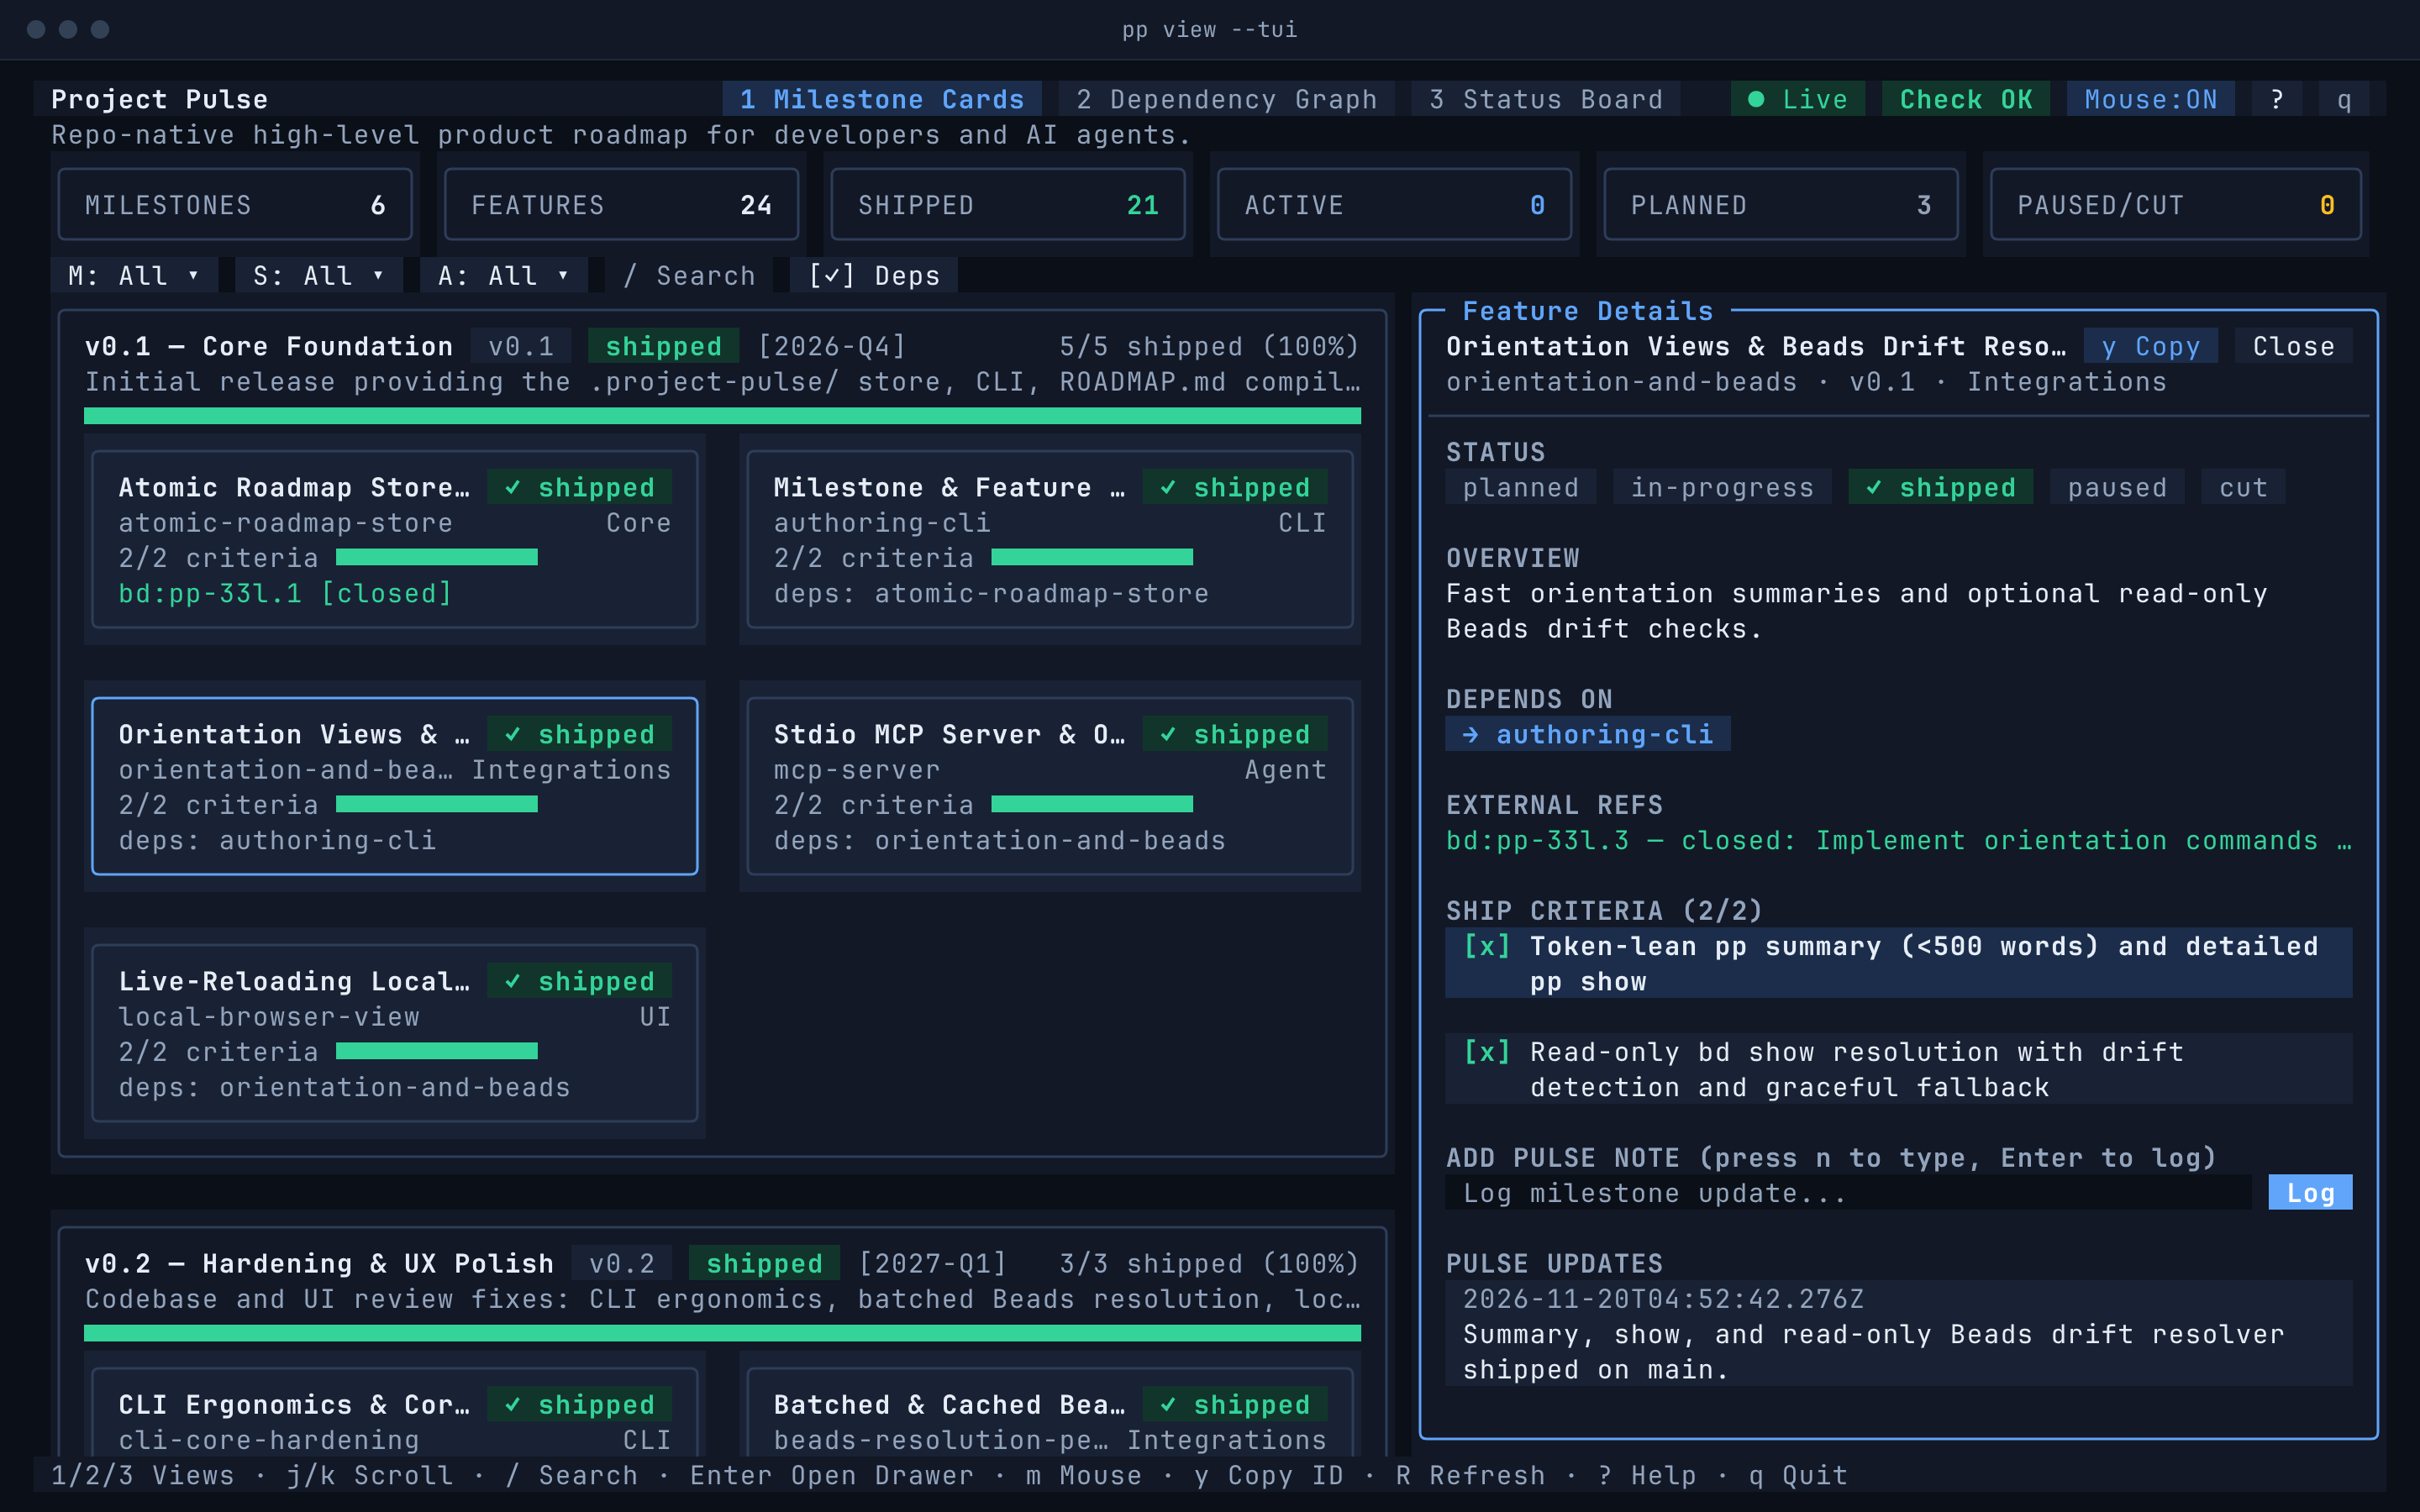 pp view --tui
Project Pulse 1 Milestone Cards 2 Dependency Graph 3 Status Board ● Live Check OK Mouse:ON ? q
Repo-native high-level product roadmap for developers and AI agents.
MILESTONES 6 FEATURES 24 SHIPPED 21 ACTIVE 0 PLANNED 3 PAUSED/CUT 0
M: All ▾ S: All ▾ A: All ▾ / Search [✓] Deps
v0.1 — Core Foundation v0.1 shipped [2026-Q4] 5/5 shipped (100%)
Initial release providing the .project-pulse/ store, CLI, ROADMAP.md compil…
Atomic Roadmap Store… ✓ shipped
atomic-roadmap-store Core
2/2 criteria
bd:pp-33l.1 [closed]
Milestone & Feature … ✓ shipped
authoring-cli CLI
2/2 criteria
deps: atomic-roadmap-store
Orientation Views & … ✓ shipped
orientation-and-bea… Integrations
2/2 criteria
deps: authoring-cli
Stdio MCP Server & O… ✓ shipped
mcp-server Agent
2/2 criteria
deps: orientation-and-beads
Live-Reloading Local… ✓ shipped
local-browser-view UI
2/2 criteria
deps: orientation-and-beads
v0.2 — Hardening & UX Polish v0.2 shipped [2027-Q1] 3/3 shipped (100%)
Codebase and UI review fixes: CLI ergonomics, batched Beads resolution, loc…
CLI Ergonomics & Cor… ✓ shipped
cli-core-hardening CLI
Batched & Cached Bea… ✓ shipped
beads-resolution-pe… Integrations
Feature Details
Orientation Views & Beads Drift Reso… y Copy Close
orientation-and-beads · v0.1 · Integrations
STATUS
planned in-progress ✓ shipped paused cut
OVERVIEW
Fast orientation summaries and optional read-only
Beads drift checks.
DEPENDS ON
→ authoring-cli
EXTERNAL REFS
bd:pp-33l.3 — closed: Implement orientation commands …
SHIP CRITERIA (2/2)
[x] Token-lean pp summary (<500 words) and detailed
pp show
[x] Read-only bd show resolution with drift
detection and graceful fallback
ADD PULSE NOTE (press n to type, Enter to log)
Log milestone update... Log
PULSE UPDATES
2026-11-20T04:52:42.276Z
Summary, show, and read-only Beads drift resolver
shipped on main.
1/2/3 Views · j/k Scroll · / Search · Enter Open Drawer · m Mouse · y Copy ID · R Refresh · ? Help · q Quit